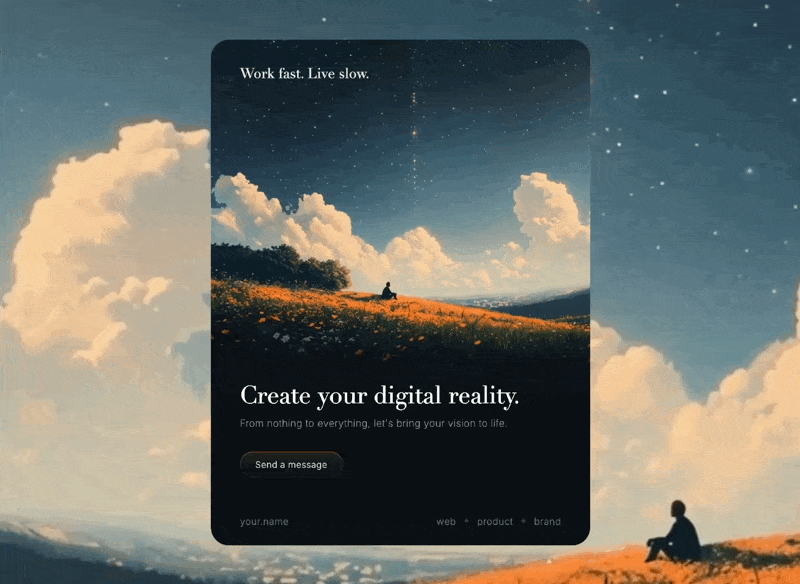 Work fast. Live slow.
Create your digital reality.
From nothing to everything, let's bring your vision to life.
Send a message
your.name
web + product + brand